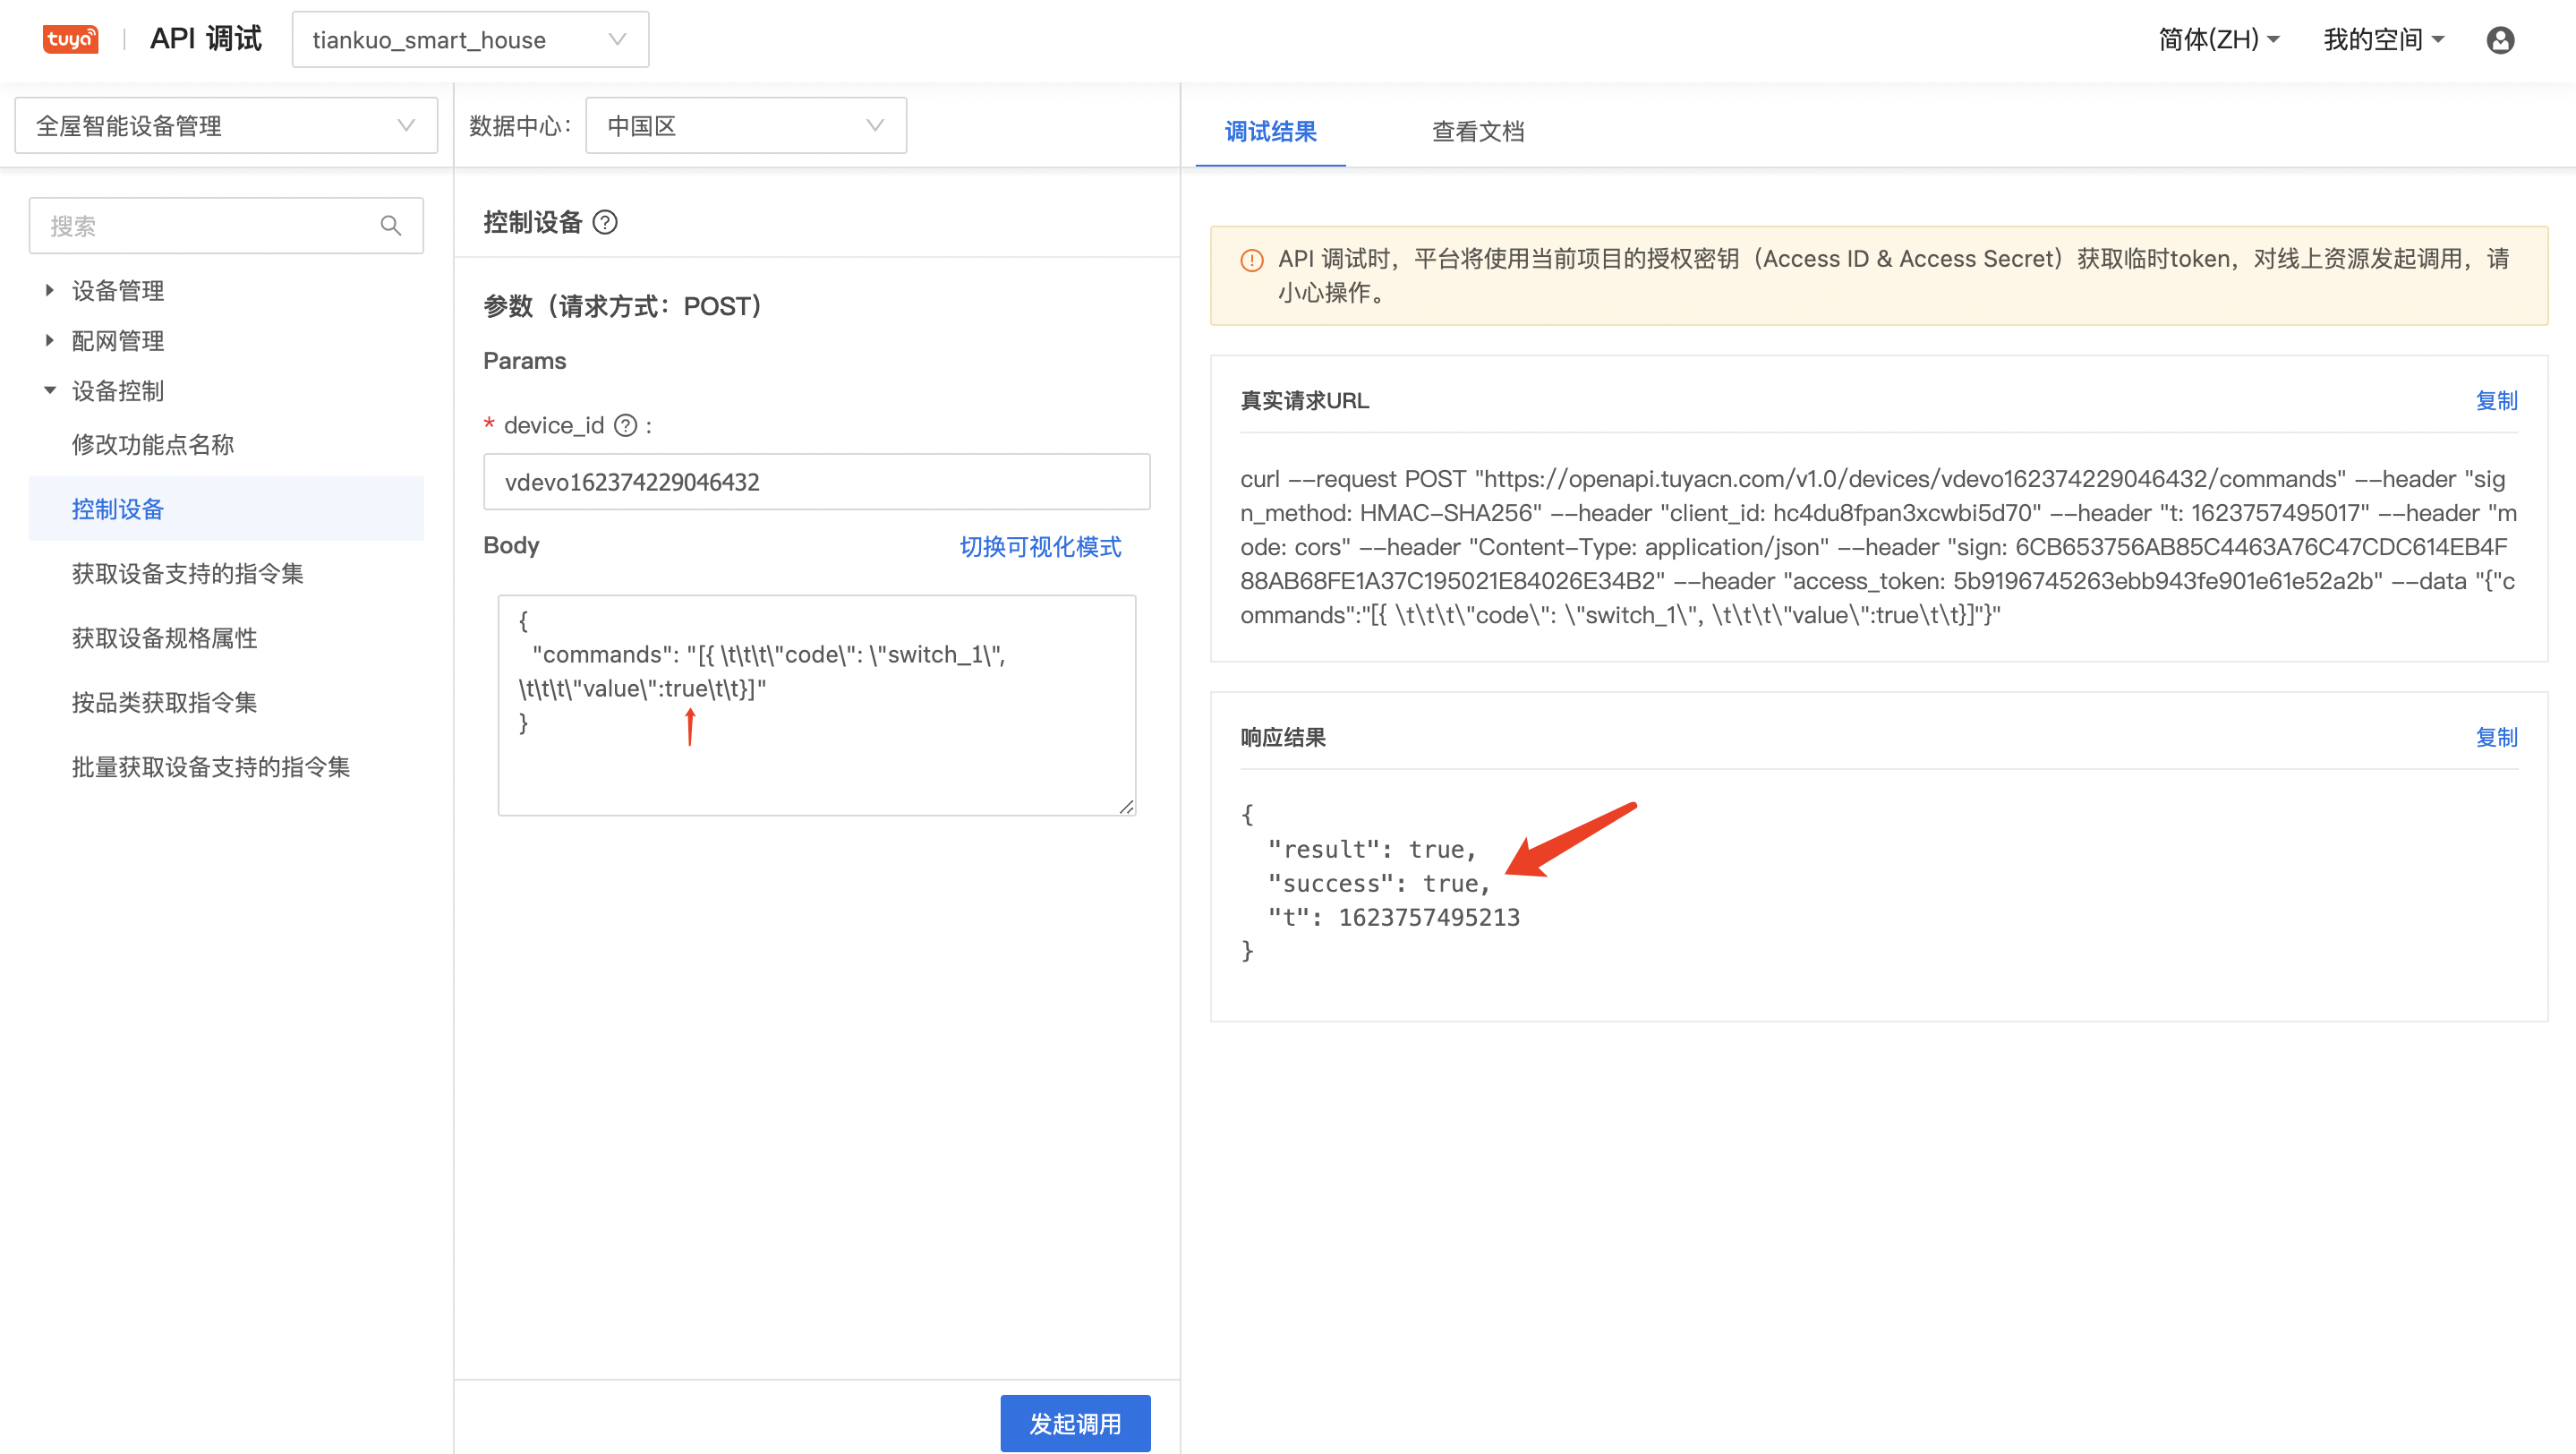 tuya
API 调试
tiankuo_smart_house
简体(ZH)
我的空间
全屋智能设备管理
搜索
设备管理
配网管理
设备控制
修改功能点名称
控制设备
获取设备支持的指令集
获取设备规格属性
按品类获取指令集
批量获取设备支持的指令集
数据中心：
中国区
控制设备 ?
参数（请求方式：POST）
Params
* device_id ? :
vdevo162374229046432
Body
切换可视化模式
{
"commands": "[{ \t\t\t\"code\": \"switch_1\",
\t\t\t\"value\":true\t\t}]"
}
发起调用
调试结果
查看文档
API 调试时，平台将使用当前项目的授权密钥（Access ID & Access Secret）获取临时token，对线上资源发起调用，请
小心操作。
真实请求URL
复制
curl --request POST "https://openapi.tuyacn.com/v1.0/devices/vdevo162374229046432/commands" --header "sig
n_method: HMAC-SHA256" --header "client_id: hc4du8fpan3xcwbi5d70" --header "t: 1623757495017" --header "m
ode: cors" --header "Content-Type: application/json" --header "sign: 6CB653756AB85C4463A76C47CDC614EB4F
88AB68FE1A37C195021E84026E34B2" --header "access_token: 5b9196745263ebb943fe901e61e52a2b" --data "{"c
ommands":"[{ \t\t\t\"code\": \"switch_1\", \t\t\t\"value\":true\t\t}]"}"
响应结果
复制
{
"result": true,
"success": true,
"t": 1623757495213
}